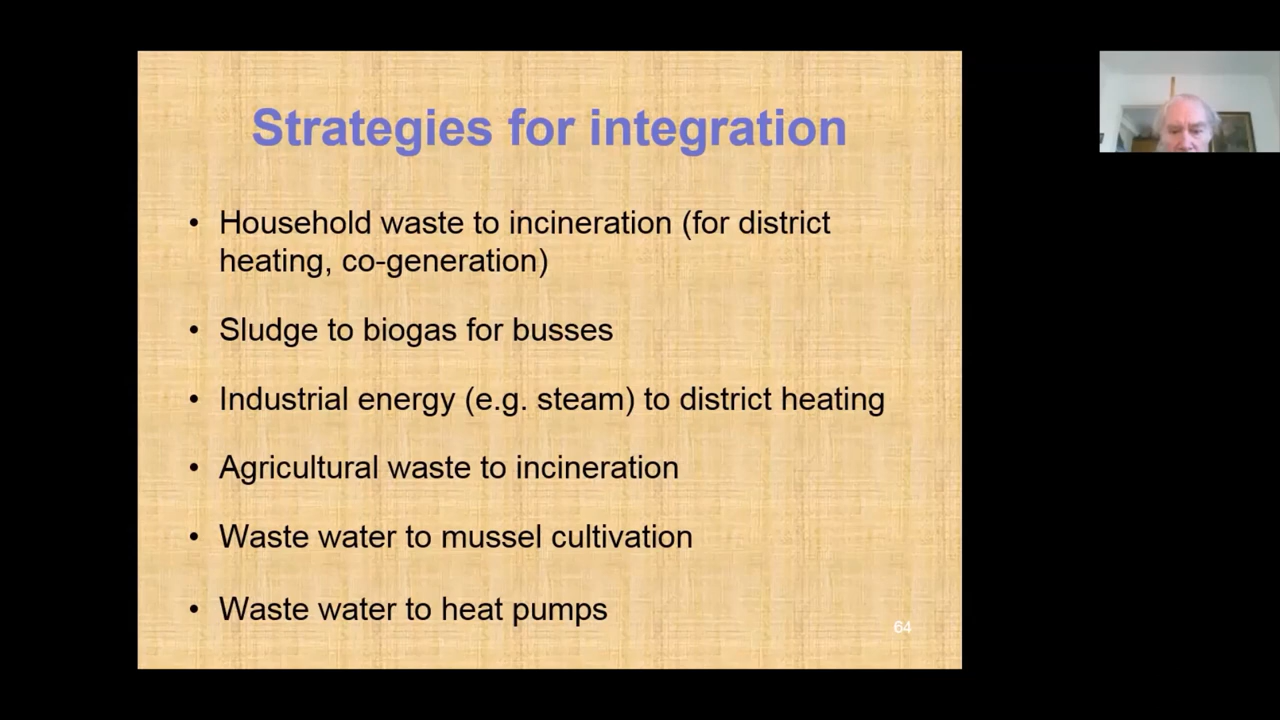 Strategies for integration
• Household waste to incineration (for district
heating, co-generation)
• Sludge to biogas for busses
• Industrial energy (e.g. steam) to district heating
• Agricultural waste to incineration
• Waste water to mussel cultivation
• Waste water to heat pumps
64